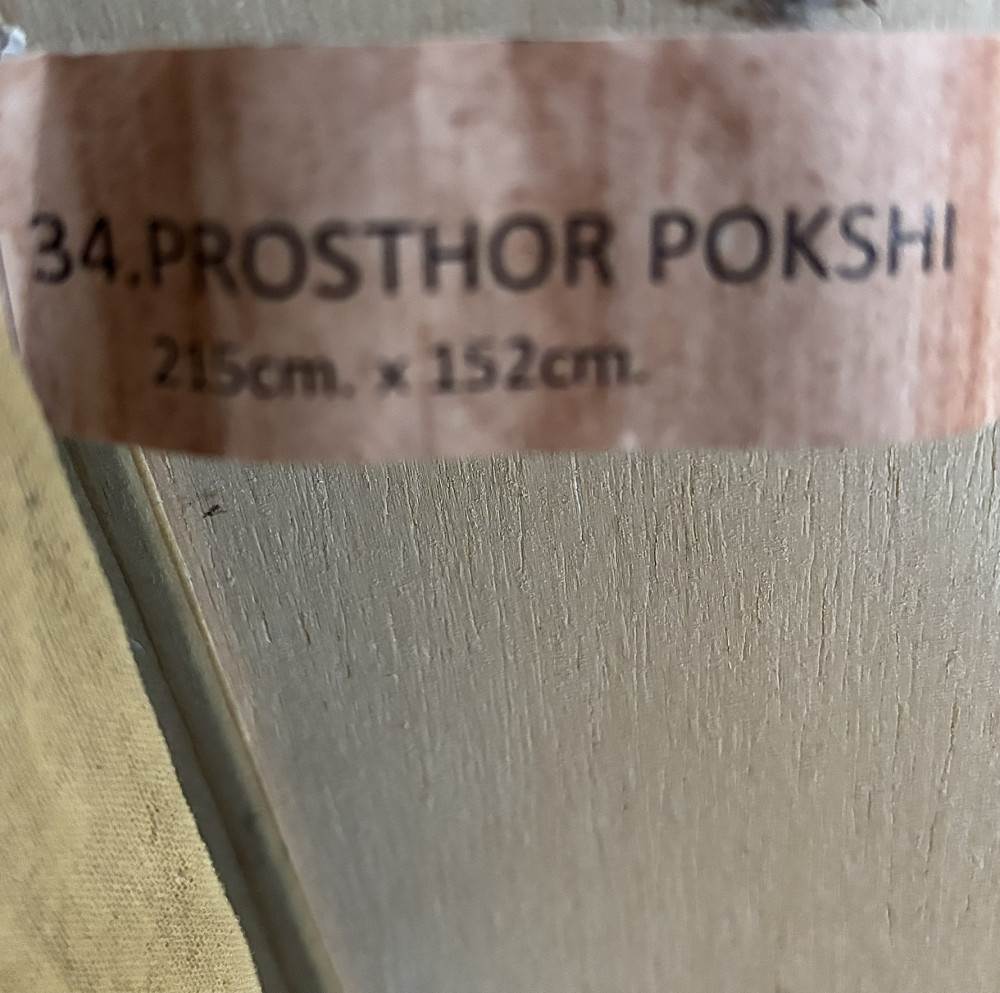 34.PROSTHOR POKSHI
215cm. x 152cm.